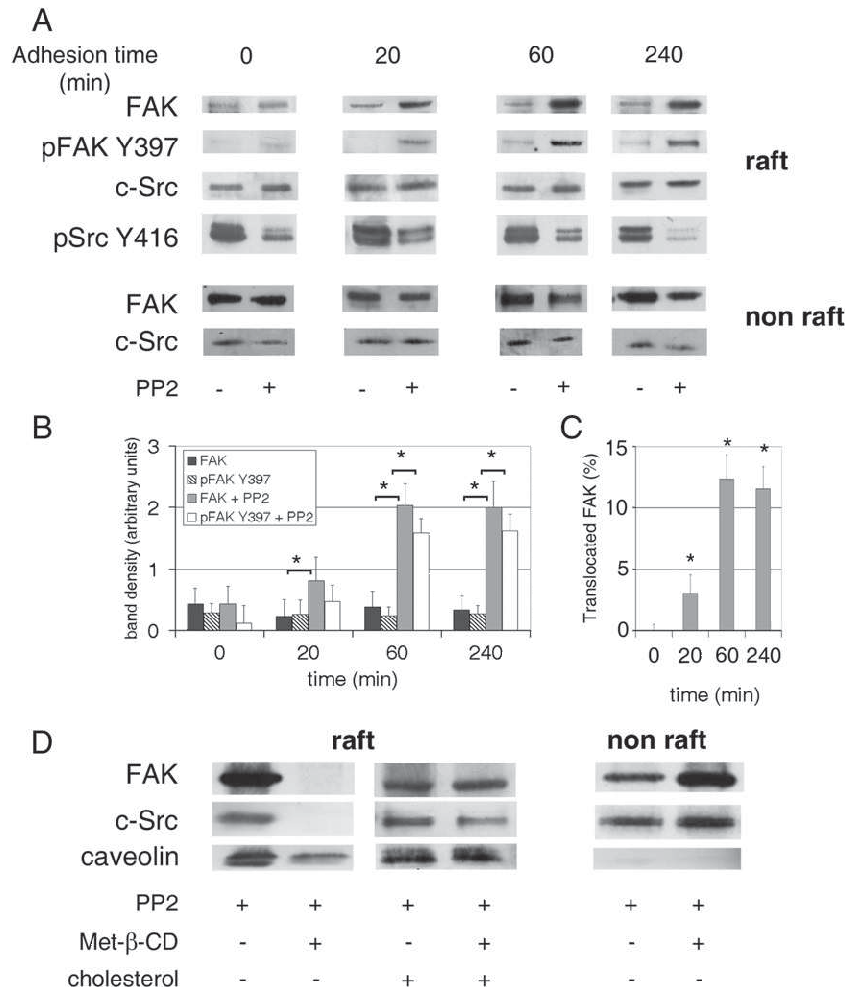 A
Adhesion time (min) 0 20 60 240
FAK
pFAK Y397
c-Src
pSrc Y416
raft
FAK
c-Src
non raft
PP2 - + - + - + - +
B
band density (arbitrary units)
3
2
1
0
FAK
pFAK Y397
FAK + PP2
pFAK Y397 + PP2
* * * * *
0 20 60 240
time (min)
C
Translocated FAK (%)
15
10
5
0
* * *
0 20 60 240
time (min)
D
raft non raft
FAK
c-Src
caveolin
PP2 + + + + + +
Met-β-CD - + - + - +
cholesterol - - + + - -